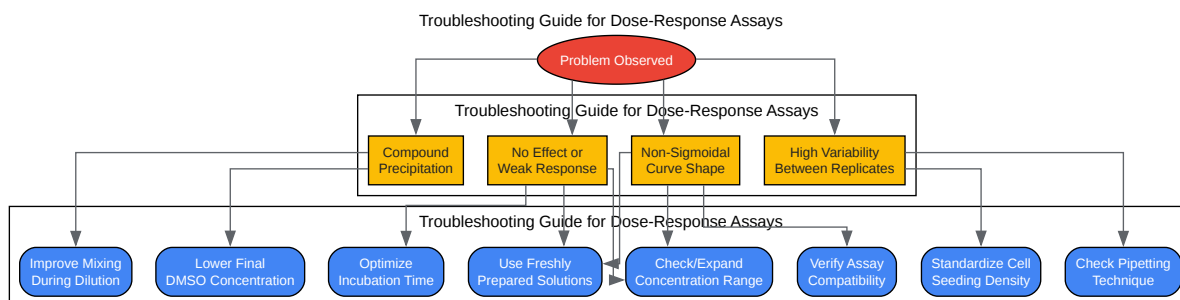 Troubleshooting Guide for Dose-Response Assays
Problem Observed
Troubleshooting Guide for Dose-Response Assays
Compound
Precipitation
No Effect or
Weak Response
Non-Sigmoidal
Curve Shape
High Variability
Between Replicates
Troubleshooting Guide for Dose-Response Assays
Improve Mixing
During Dilution
Lower Final
DMSO Concentration
Optimize
Incubation Time
Use Freshly
Prepared Solutions
Check/Expand
Concentration Range
Verify Assay
Compatibility
Standardize Cell
Seeding Density
Check Pipetting
Technique